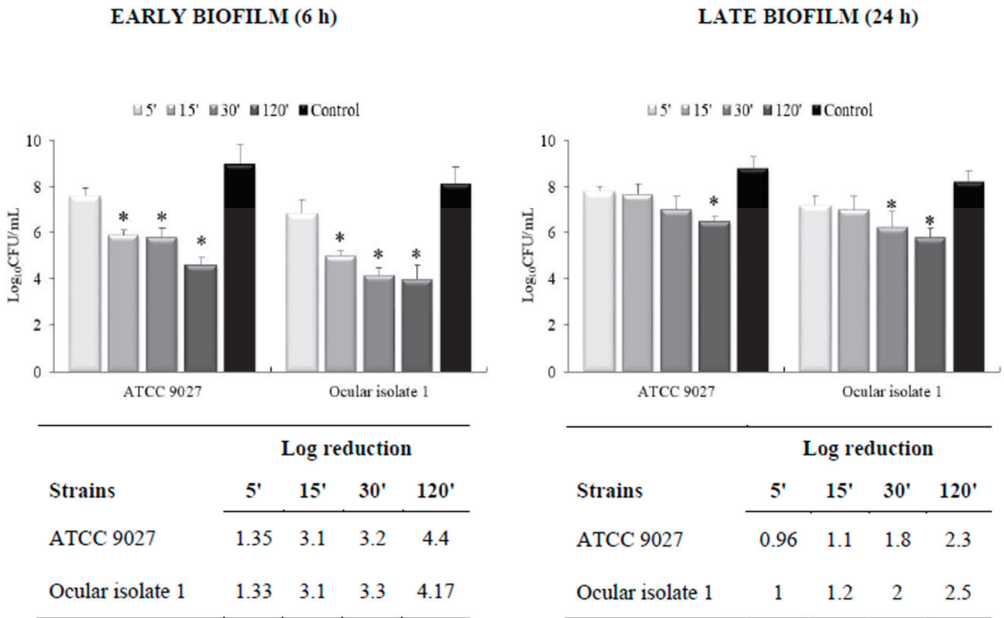 EARLY BIOFILM (6 h)
5' 15' 30' 120' Control
Log₁₀CFU/mL
10
8
6
4
2
0
* * *
* * *
ATCC 9027 Ocular isolate 1
Log reduction
Strains 5' 15' 30' 120'
ATCC 9027 1.35 3.1 3.2 4.4
Ocular isolate 1 1.33 3.1 3.3 4.17
LATE BIOFILM (24 h)
5' 15' 30' 120' Control
Log₁₀CFU/mL
10
8
6
4
2
0
*
* *
ATCC 9027 Ocular isolate 1
Log reduction
Strains 5' 15' 30' 120'
ATCC 9027 0.96 1.1 1.8 2.3
Ocular isolate 1 1 1.2 2 2.5